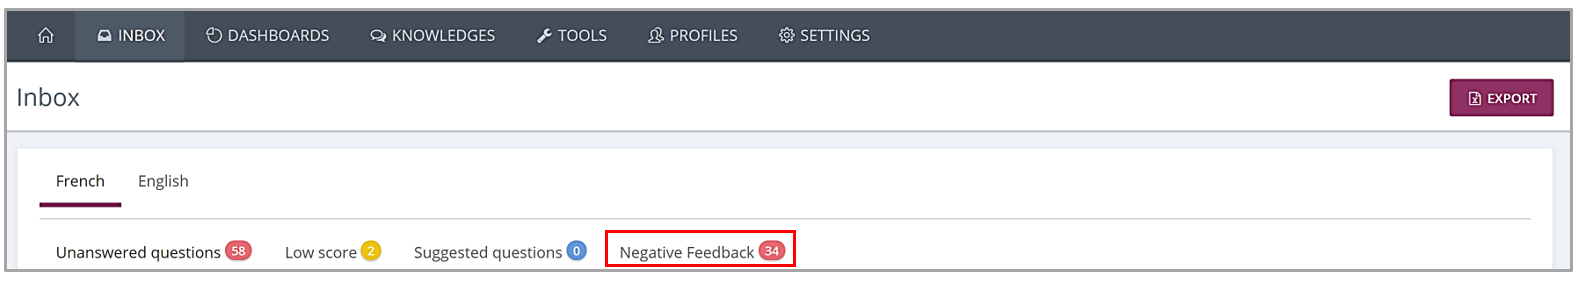 INBOX DASHBOARDS KNOWLEDGES TOOLS PROFILES SETTINGS
Inbox
EXPORT
French English
Unanswered questions 58 Low score 2 Suggested questions 0 Negative Feedback 34